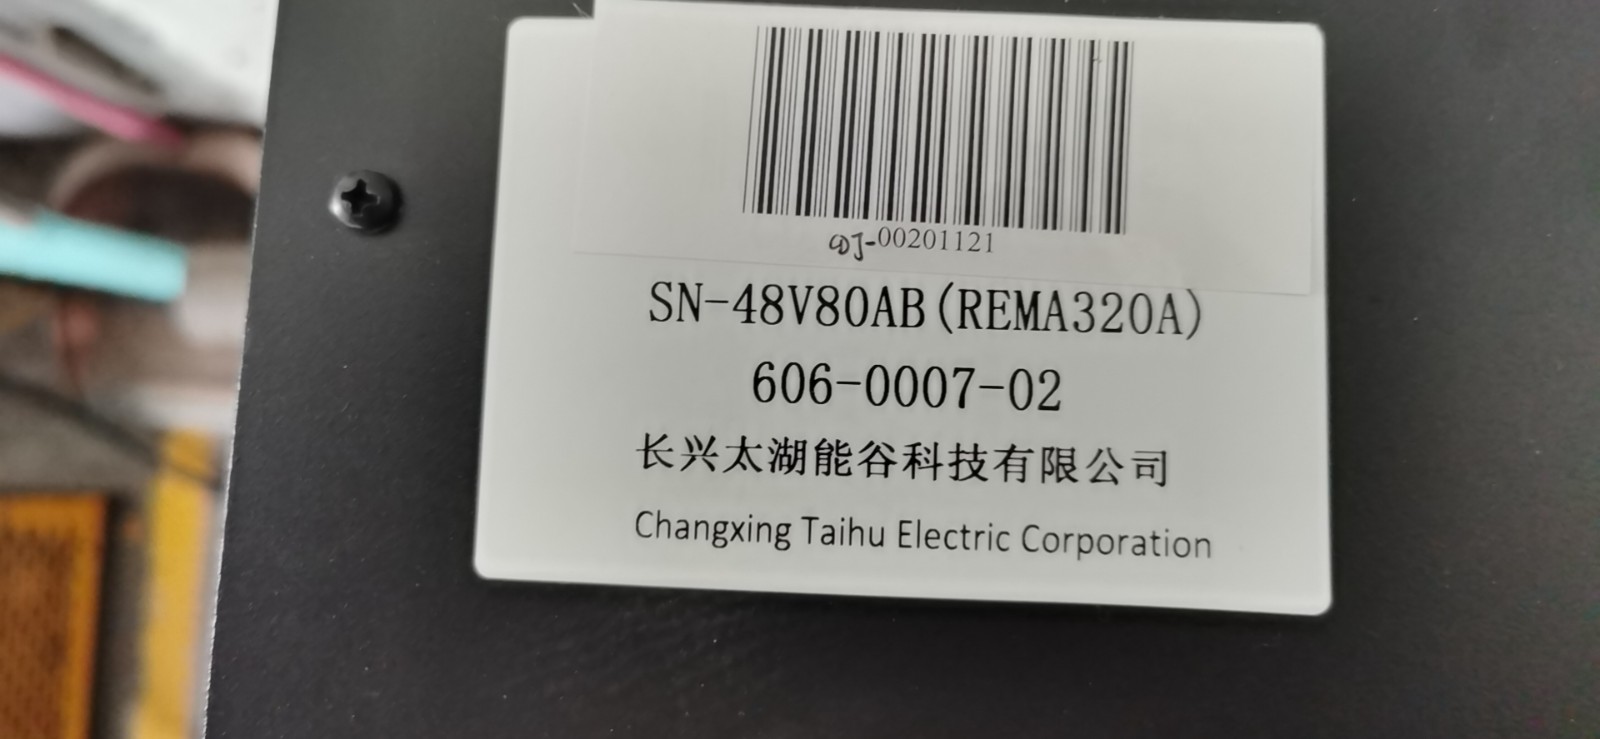 -00201121
SN-48V80AB(REMA320A)
606-0007-02
长兴太湖能谷科技有限公司
Changxing Taihu Electric Corporation